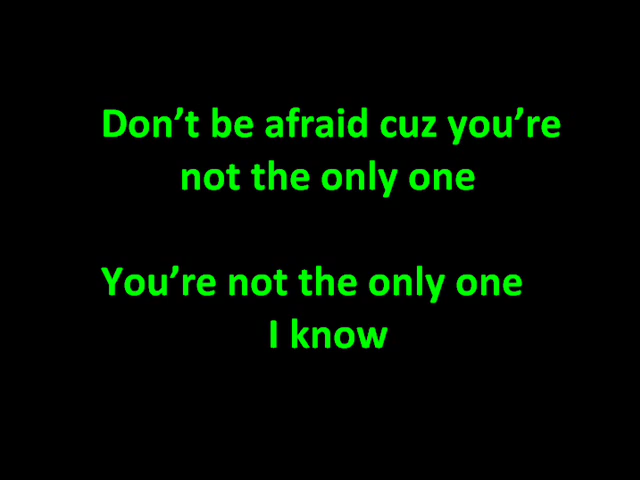 Don’t be afraid cuz you’re
not the only one
You’re not the only one
I know